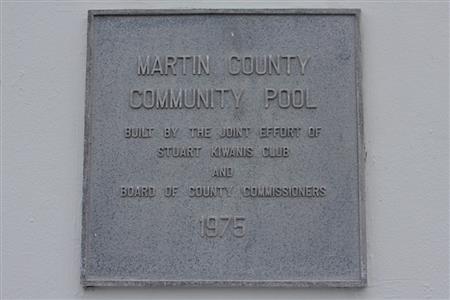 MARTIN COUNTY
COMMUNITY POOL
BUILT BY THE JOINT EFFORT OF
STUART KIWANIS CLUB
AND
BOARD OF COUNTY COMMISSIONERS
1975